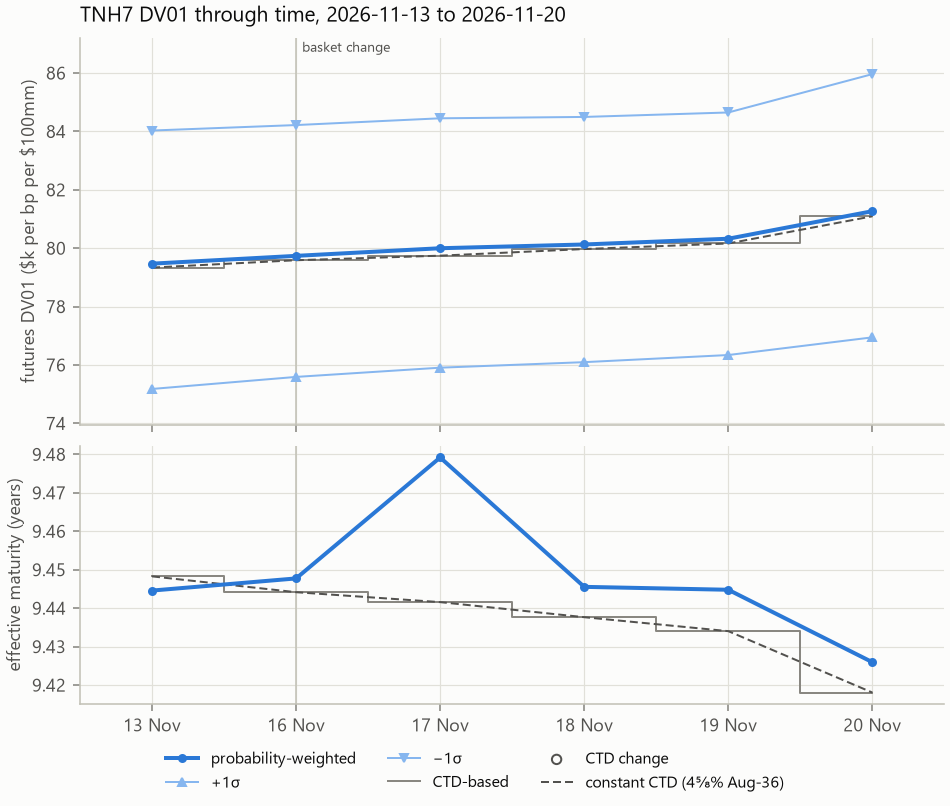 TNH7 DV01 through time, 2026-11-13 to 2026-11-20
basket change
futures DV01 ($k per bp per $100mm)
86
84
82
80
78
76
74
effective maturity (years)
9.48
9.47
9.46
9.45
9.44
9.43
9.42
13 Nov
16 Nov
17 Nov
18 Nov
19 Nov
20 Nov
probability-weighted
−1σ
CTD change
+1σ
CTD-based
constant CTD (4⅝% Aug-36)